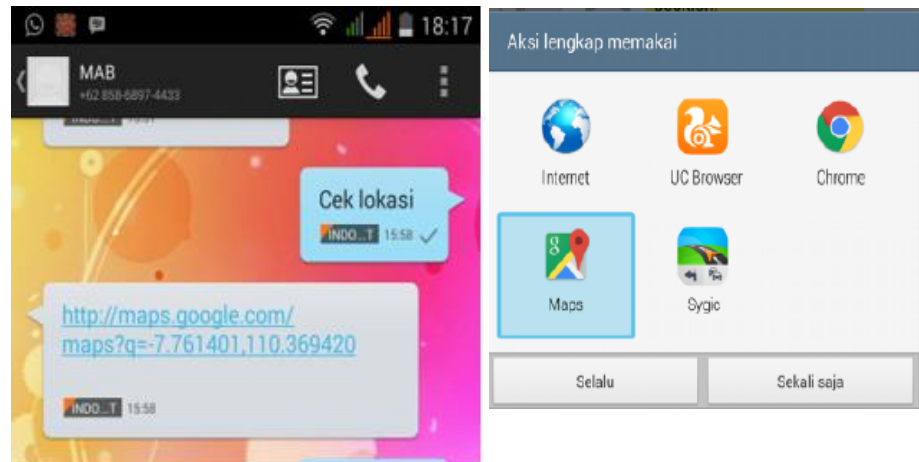 18:17
MAB
+62 858-6897-4433
Cek lokasi
INDO...T 15:58
http://maps.google.com/
maps?q=-7.761401,110.369420
INDO...T 15:58
Aksi lengkap memakai
Internet
UC Browser
Chrome
Maps
Sygic
Selalu
Sekali saja